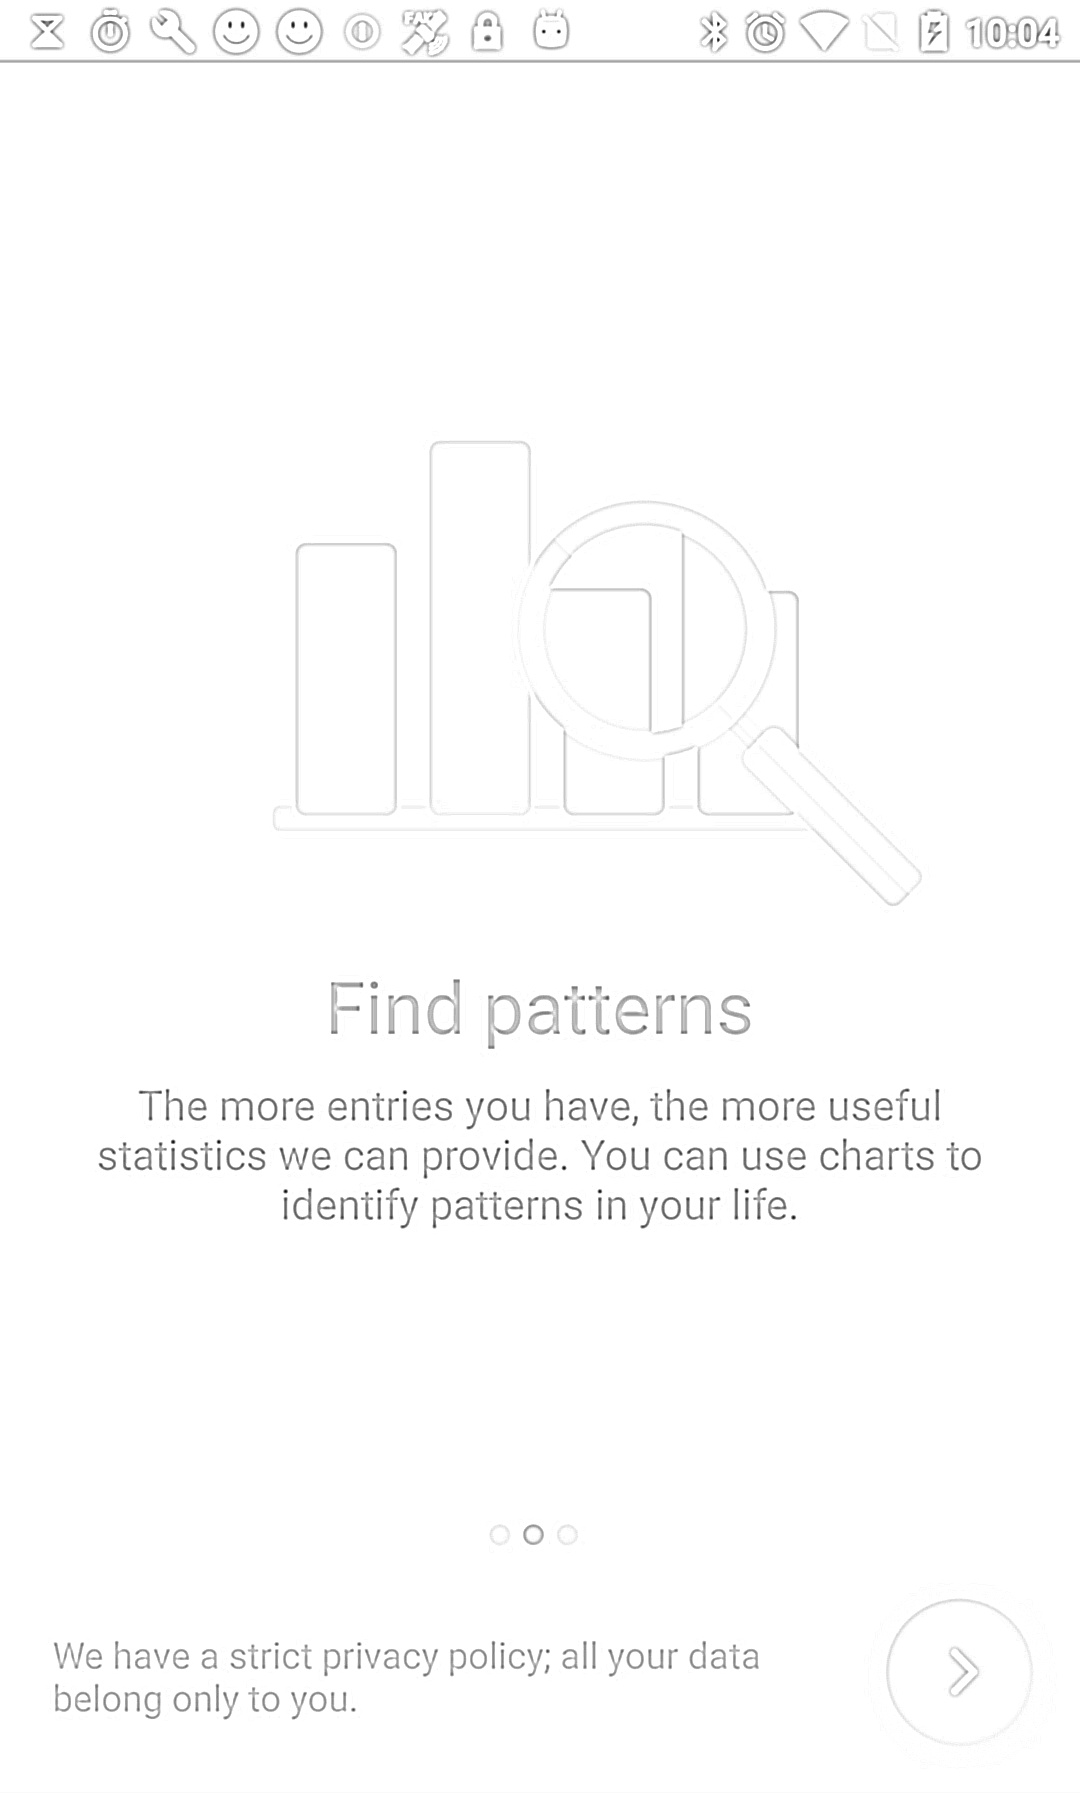 FAKE
10:04
Find patterns
The more entries you have, the more useful
statistics we can provide. You can use charts to
identify patterns in your life.
We have a strict privacy policy; all your data
belong only to you.